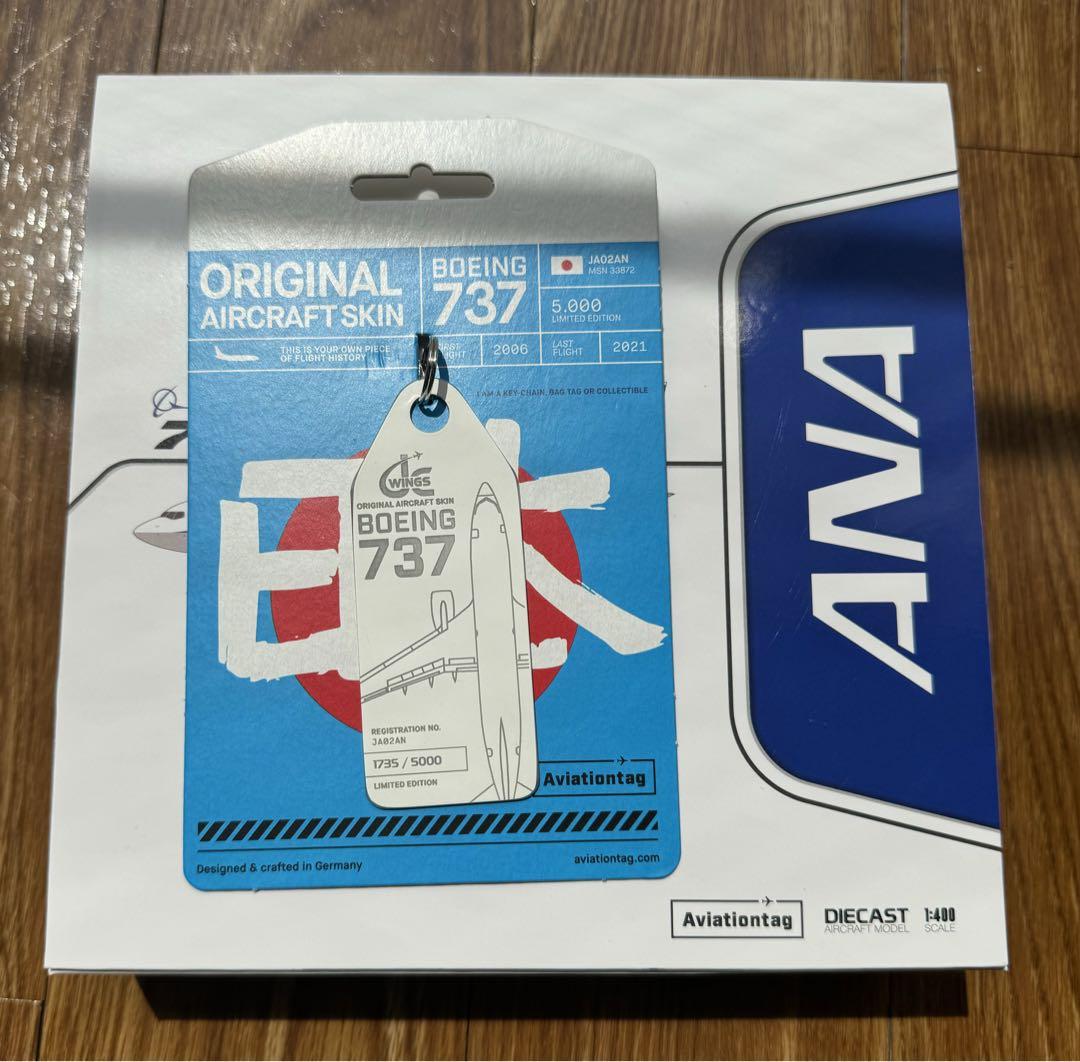 ORIGINAL
AIRCRAFT SKIN
BOEING
737
JA02AN
MSN 33872
5.000
LIMITED EDITION
THIS IS YOUR OWN PIECE
OF FLIGHT HISTORY
2006
LAST
FLIGHT
2021
I AM A KEY-CHAIN, BAG TAG OR COLLECTIBLE
JC
WINGS
ORIGINAL AIRCRAFT SKIN
BOEING
737
REGISTRATION NO.
JA02AN
1735 / 5000
LIMITED EDITION
Aviationtag
Designed & crafted in Germany
aviationtag.com
ANA
Aviationtag
DIECAST
AIRCRAFT MODEL
1:400
SCALE